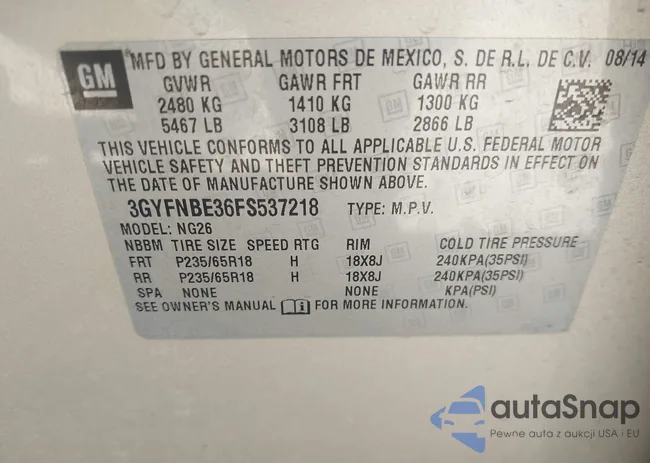 GM
MFD BY GENERAL MOTORS DE MEXICO, S. DE R.L. DE C.V. 08/14
GVWR GAWR FRT GAWR RR
2480 KG 1410 KG 1300 KG
5467 LB 3108 LB 2866 LB
THIS VEHICLE CONFORMS TO ALL APPLICABLE U.S. FEDERAL MOTOR
VEHICLE SAFETY AND THEFT PREVENTION STANDARDS IN EFFECT ON
THE DATE OF MANUFACTURE SHOWN ABOVE.
3GYFNBE36FS537218 TYPE: M.P.V.
MODEL: NG26
NBBM TIRE SIZE SPEED RTG RIM COLD TIRE PRESSURE
FRT P235/65R18 H 18X8J 240KPA(35PSI)
RR P235/65R18 H 18X8J 240KPA(35PSI)
SPA NONE NONE KPA(PSI)
SEE OWNER'S MANUAL FOR MORE INFORMATION.
autaSnap
Pewne auta z aukcji USA i EU